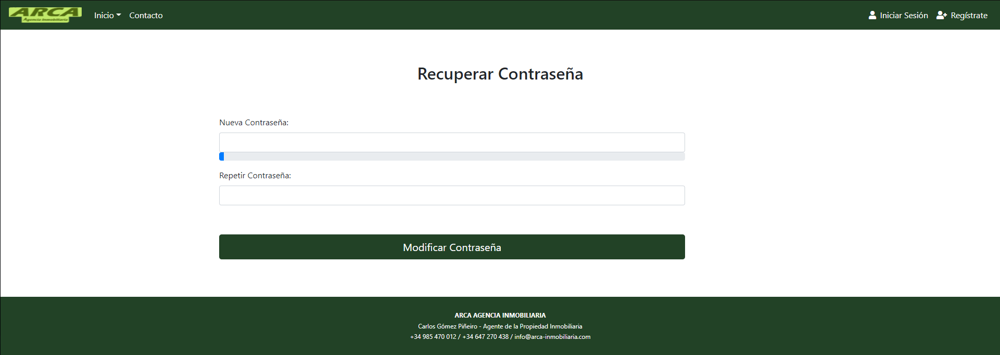 ARCA
Agencia Inmobiliaria
Inicio Contacto
Iniciar Sesión Regístrate
Recuperar Contraseña
Nueva Contraseña:
Repetir Contraseña:
Modificar Contraseña
ARCA AGENCIA INMOBILIARIA
Carlos Gómez Piñeiro - Agente de la Propiedad Inmobiliaria
+34 985 470 012 / +34 647 270 438 / info@arca-inmobiliaria.com